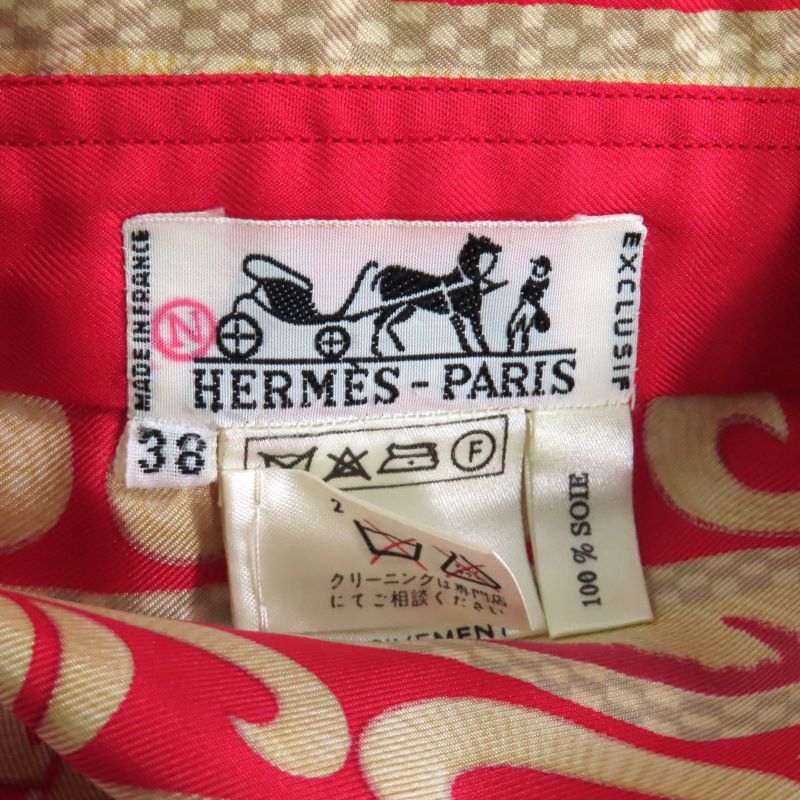 MADE IN FRANCE
N
EXCLUSIF
HERMÈS-PARIS
38
F
2
クリーニングは専門店
にてご相談ください
100% SOIE